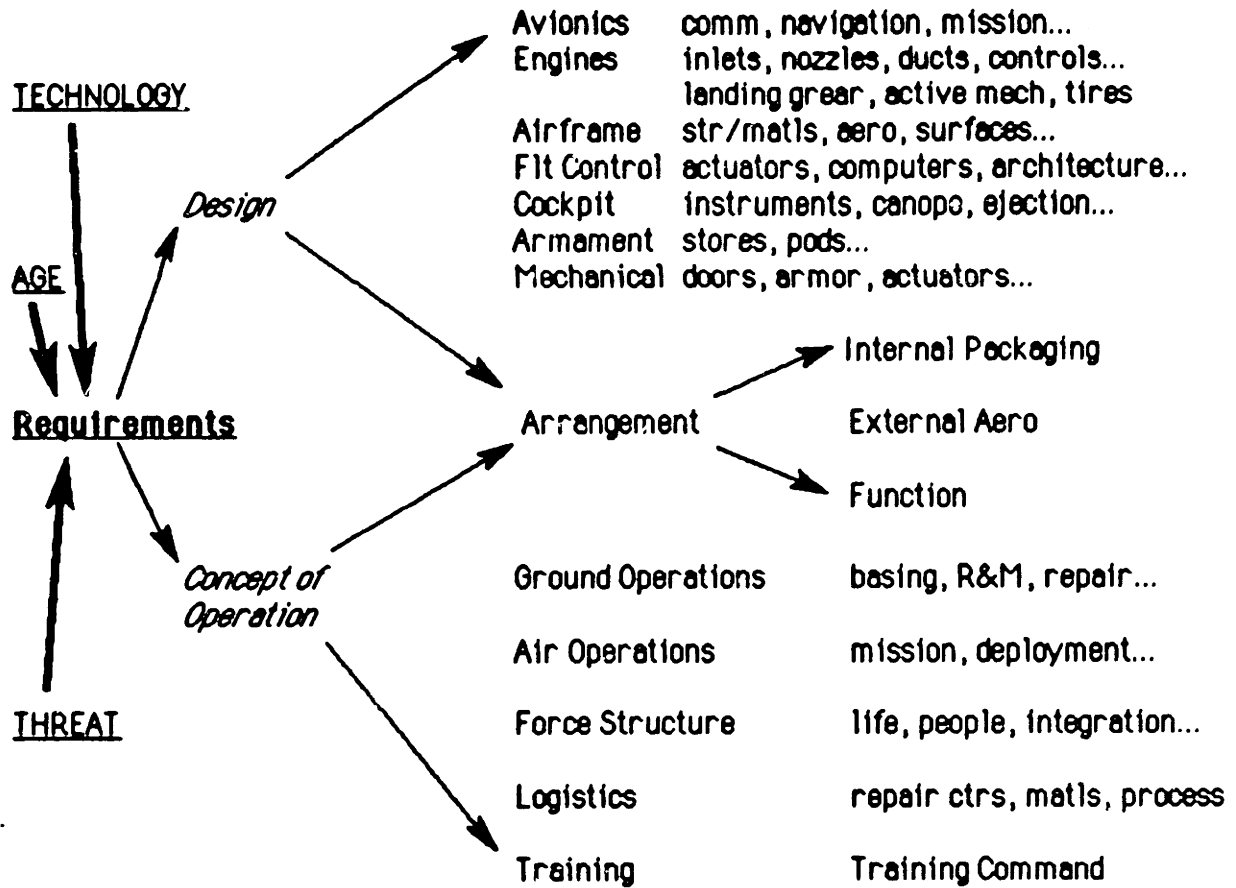 Avionics comm, navigation, mission...
Engines inlets, nozzles, ducts, controls...
TECHNOLOGY landing grear, active mech, tires
Airframe str/matls, aero, surfaces...
Flt Control actuators, computers, architecture...
Design Cockpit instruments, canopo, ejection...
Armament stores, pods...
AGE Mechanical doors, armor, actuators...
Internal Packaging
Requirements Arrangement External Aero
Function
Concept of Ground Operations basing, R&M, repair...
Operation
Air Operations mission, deployment...
THREAT Force Structure life, people, integration...
Logistics repair ctrs, matls, process
Training Training Command